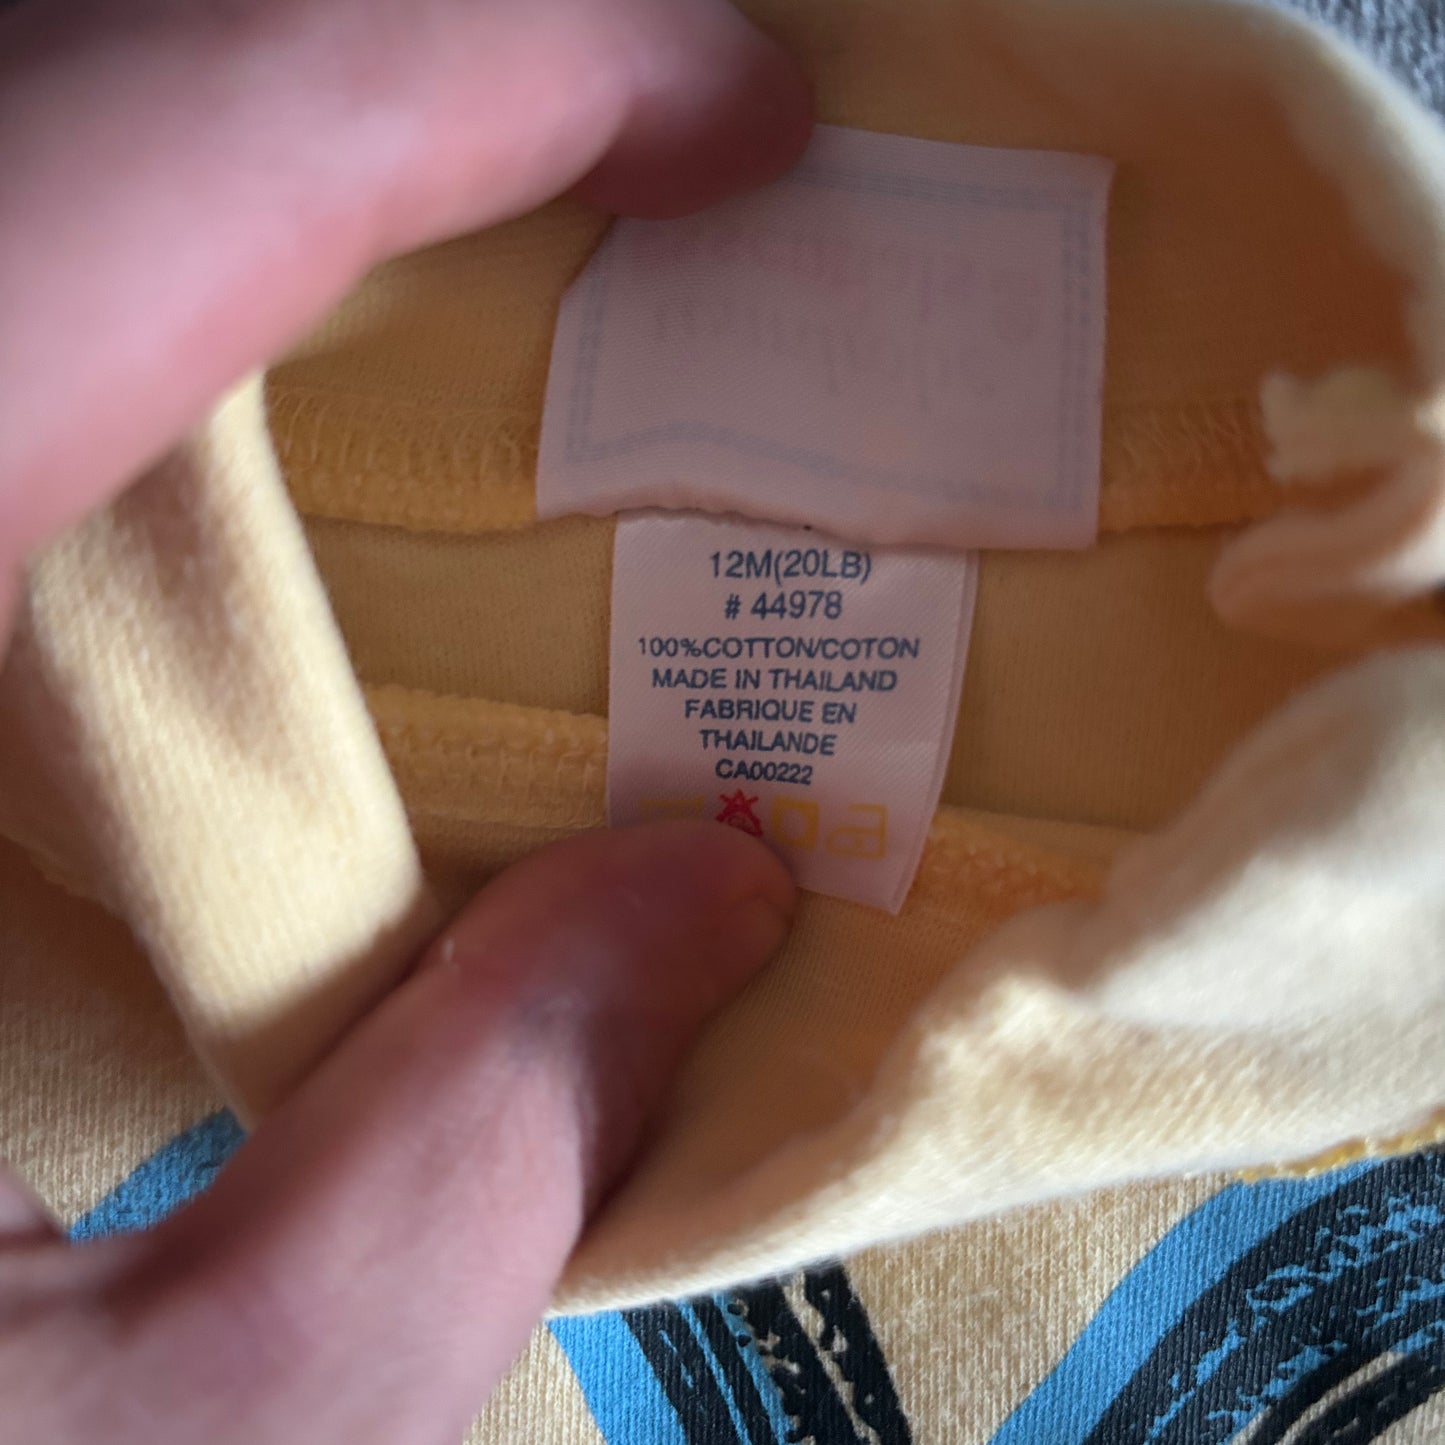 12M(20LB)
# 44978
100%COTTON/COTON
MADE IN THAILAND
FABRIQUE EN
THAILANDE
CA00222